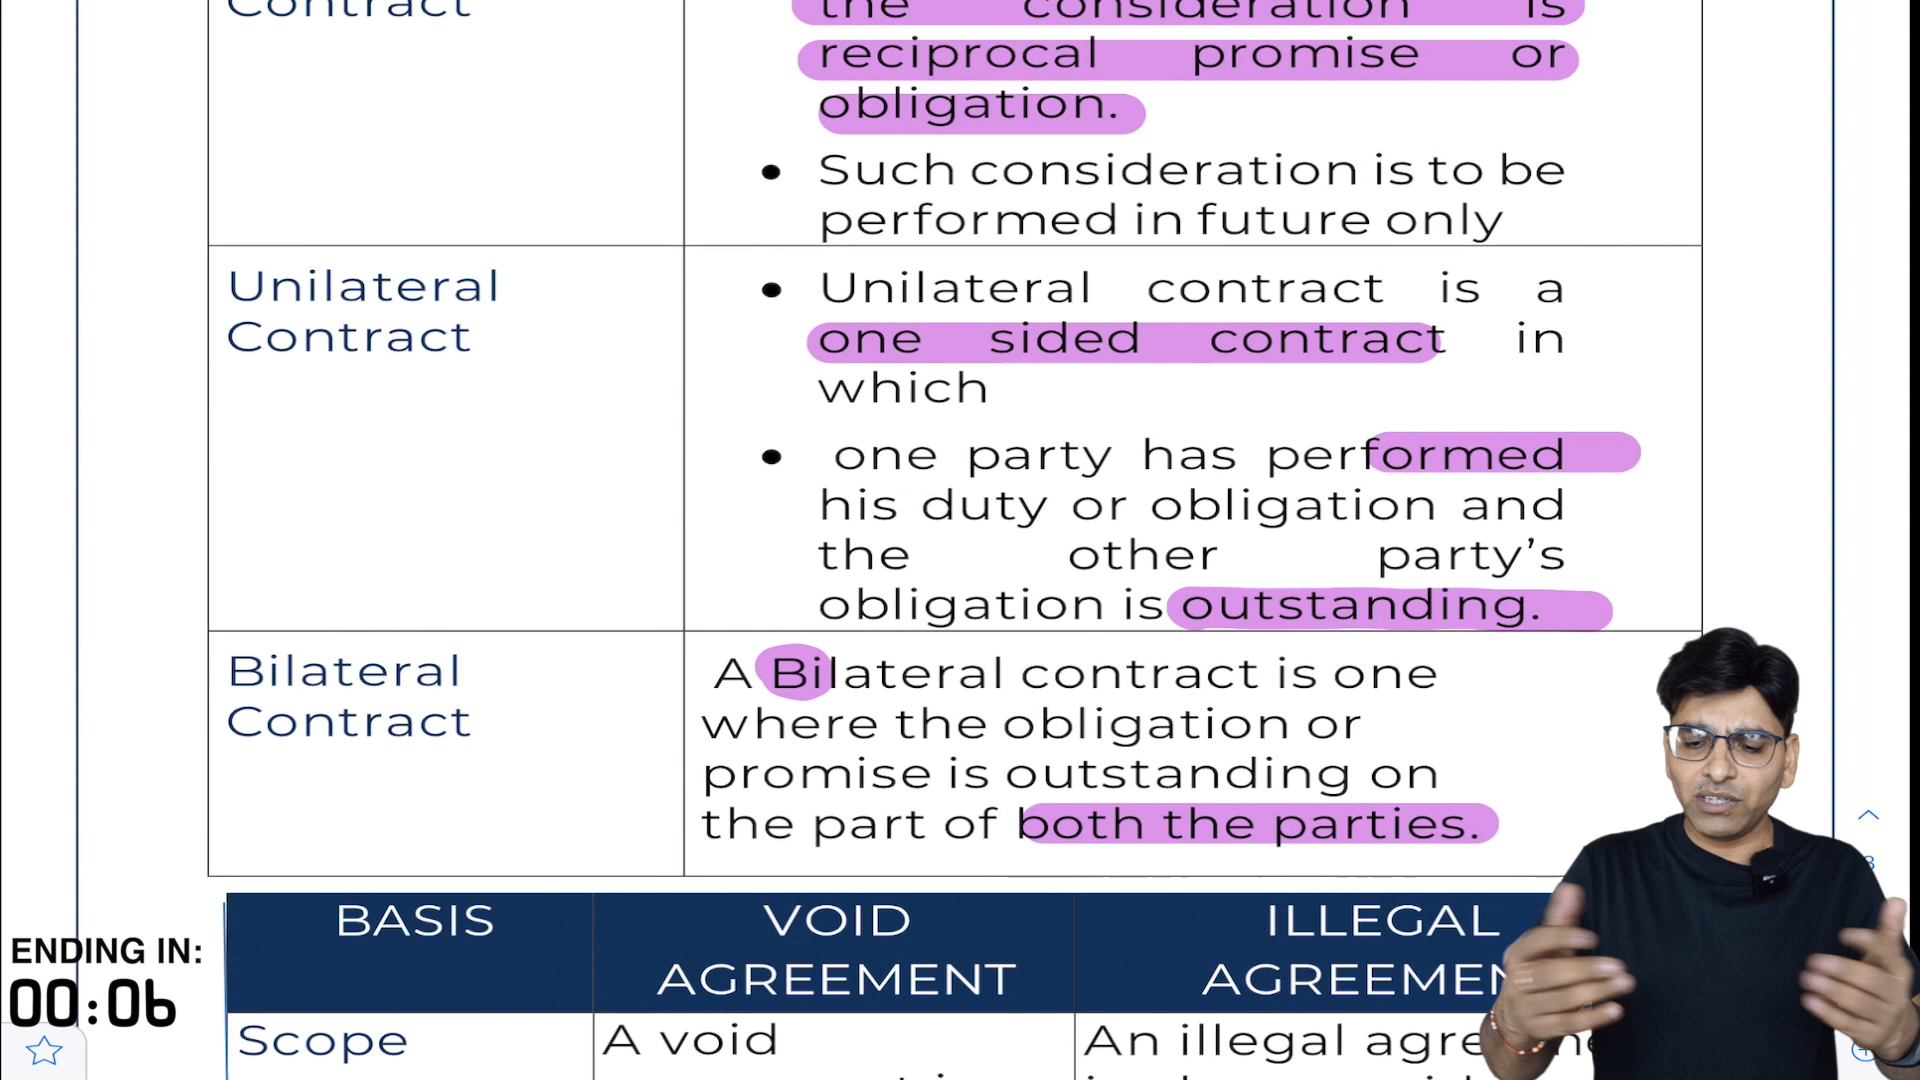 Contract
the consideration is
reciprocal promise or
obligation.
• Such consideration is to be
performed in future only
Unilateral
Contract
• Unilateral contract is a
one sided contract in
which
• one party has performed
his duty or obligation and
the other party’s
obligation is outstanding.
Bilateral
Contract
A Bilateral contract is one
where the obligation or
promise is outstanding on
the part of both the parties.
BASIS
VOID
AGREEMENT
ILLEGAL
AGREEMEN
Scope
A void
An illegal agre
ENDING IN:
00:06